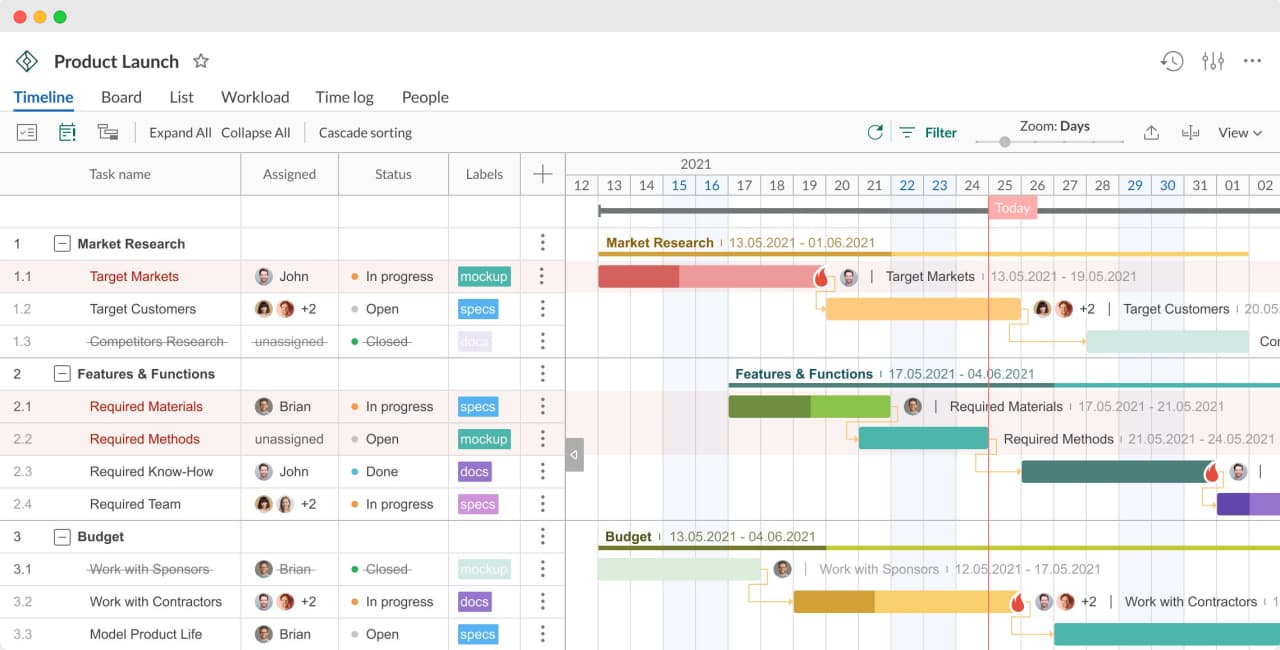 Product Launch
Timeline Board List Workload Time log People
Expand All Collapse All Cascade sorting Filter Zoom: Days View
Task name Assigned Status Labels 2021
12 13 14 15 16 17 18 19 20 21 22 23 24 25 26 27 28 29 30 31 01 02
Today
1 Market Research Market Research 13.05.2021 - 01.06.2021
1.1 Target Markets John In progress mockup Target Markets 13.05.2021 - 19.05.2021
1.2 Target Customers +2 Open specs +2 Target Customers 20.05
1.3 Competitors Research unassigned Closed docs Con
2 Features & Functions Features & Functions 17.05.2021 - 04.06.2021
2.1 Required Materials Brian In progress specs Required Materials 17.05.2021 - 21.05.2021
2.2 Required Methods unassigned Open mockup Required Methods 21.05.2021 - 24.05.2021
2.3 Required Know-How John Done docs
2.4 Required Team +2 In progress specs
3 Budget Budget 13.05.2021 - 04.06.2021
3.1 Work with Sponsors Brian Closed mockup Work with Sponsors 12.05.2021 - 17.05.2021
3.2 Work with Contractors +2 In progress docs +2 Work with Contractors 1
3.3 Model Product Life Brian Open specs